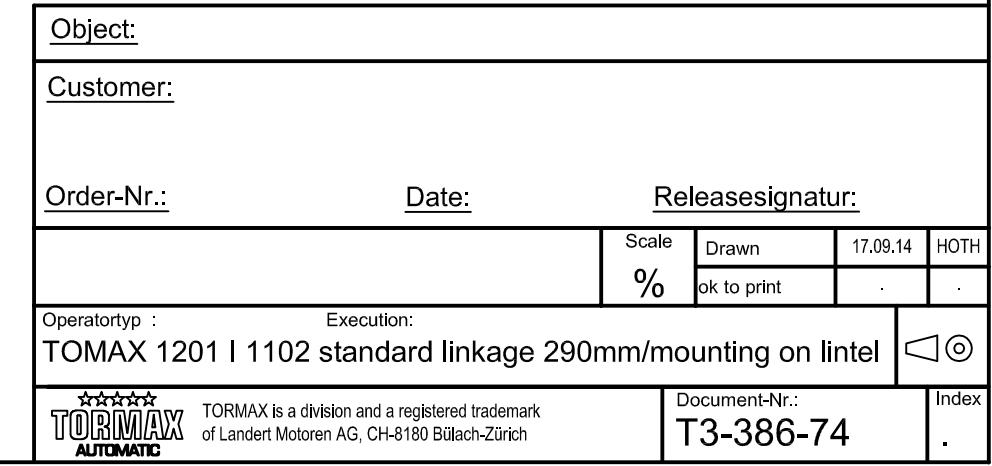 Object:
Customer:
Order-Nr.: Date: Releasesignatur:
Scale Drawn 17.09.14 HOTH
% ok to print . .
Operatortyp : Execution:
TOMAX 1201 I 1102 standard linkage 290mm/mounting on lintel
TORMAX
AUTOMATIC
TORMAX is a division and a registered trademark
of Landert Motoren AG, CH-8180 Bülach-Zürich
Document-Nr.: Index
T3-386-74 .